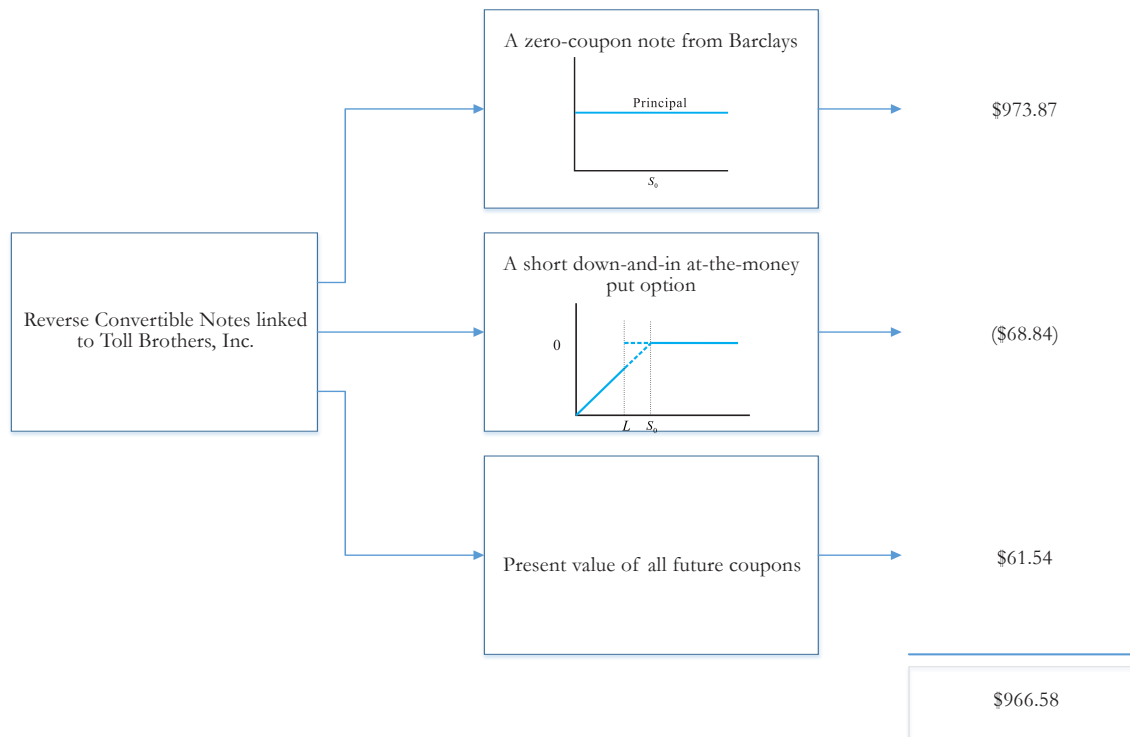 A zero-coupon note from Barclays
Principal
S₀
$973.87
Reverse Convertible Notes linked
to Toll Brothers, Inc.
A short down-and-in at-the-money
put option
0
L S₀
($68.84)
Present value of all future coupons
$61.54
$966.58